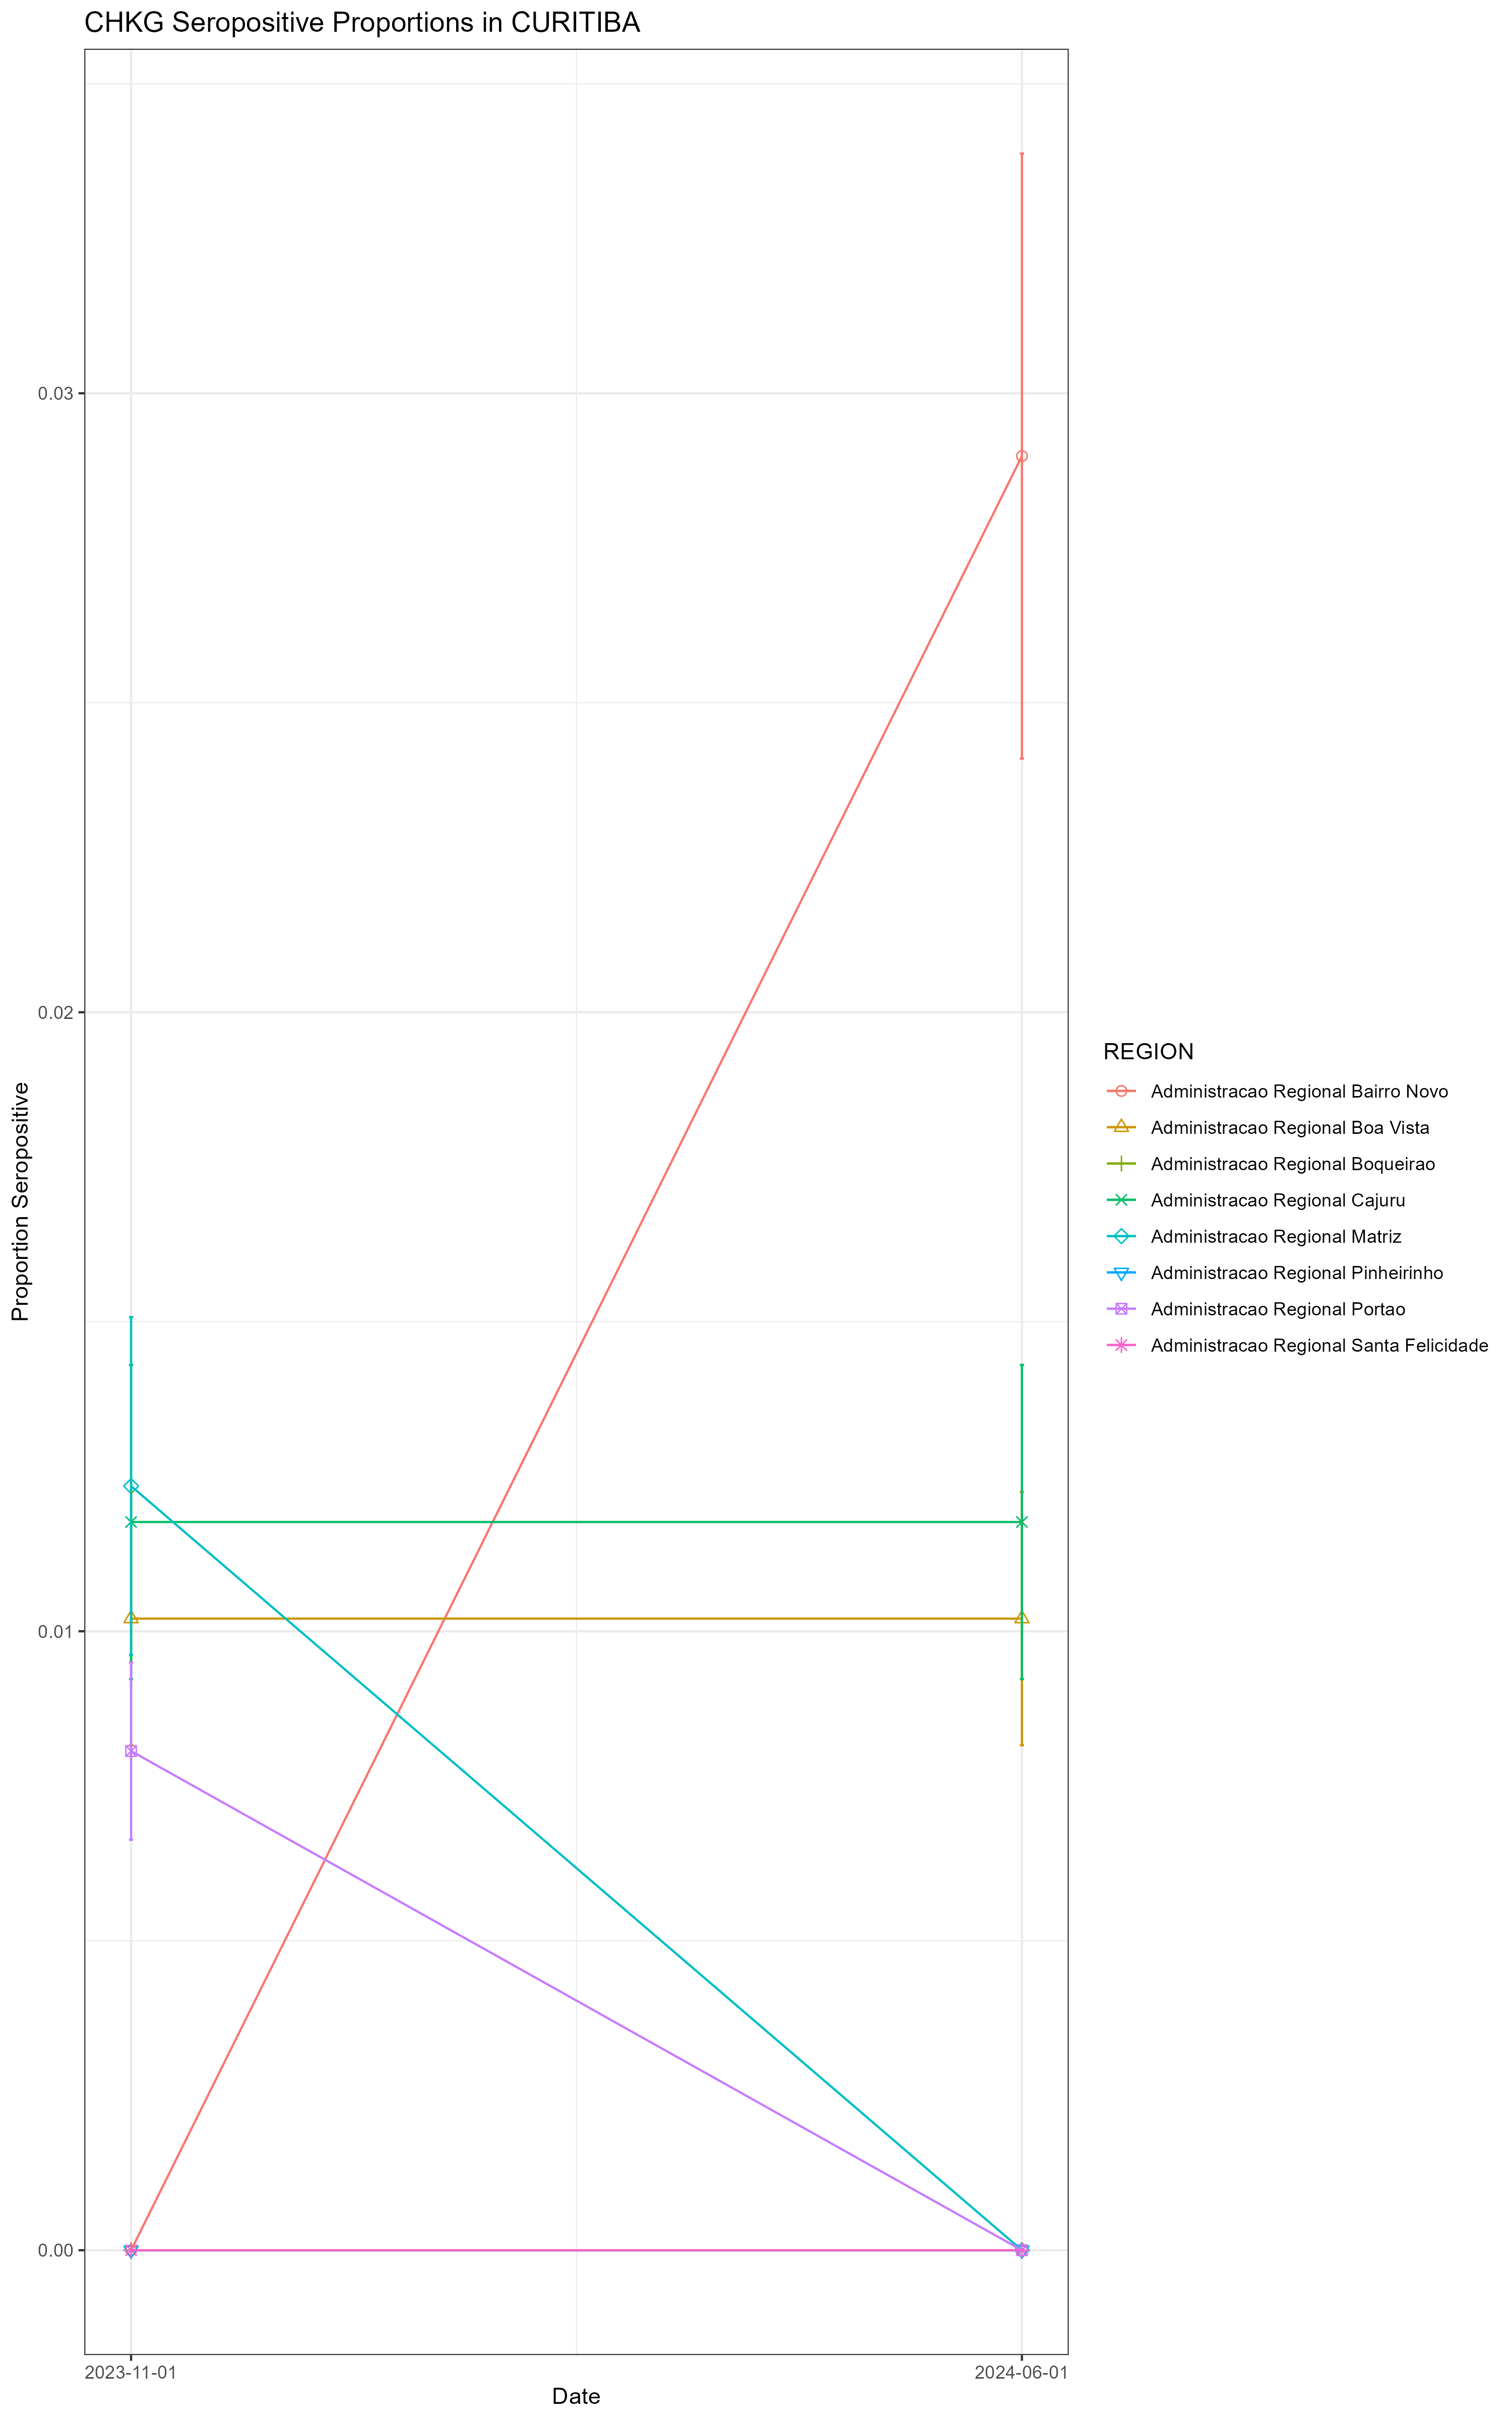 CHKG Seropositive Proportions in CURITIBA
Proportion Seropositive
0.03
0.02
0.01
0.00
2023-11-01
2024-06-01
Date
REGION
Administracao Regional Bairro Novo
Administracao Regional Boa Vista
Administracao Regional Boqueirao
Administracao Regional Cajuru
Administracao Regional Matriz
Administracao Regional Pinheirinho
Administracao Regional Portao
Administracao Regional Santa Felicidade